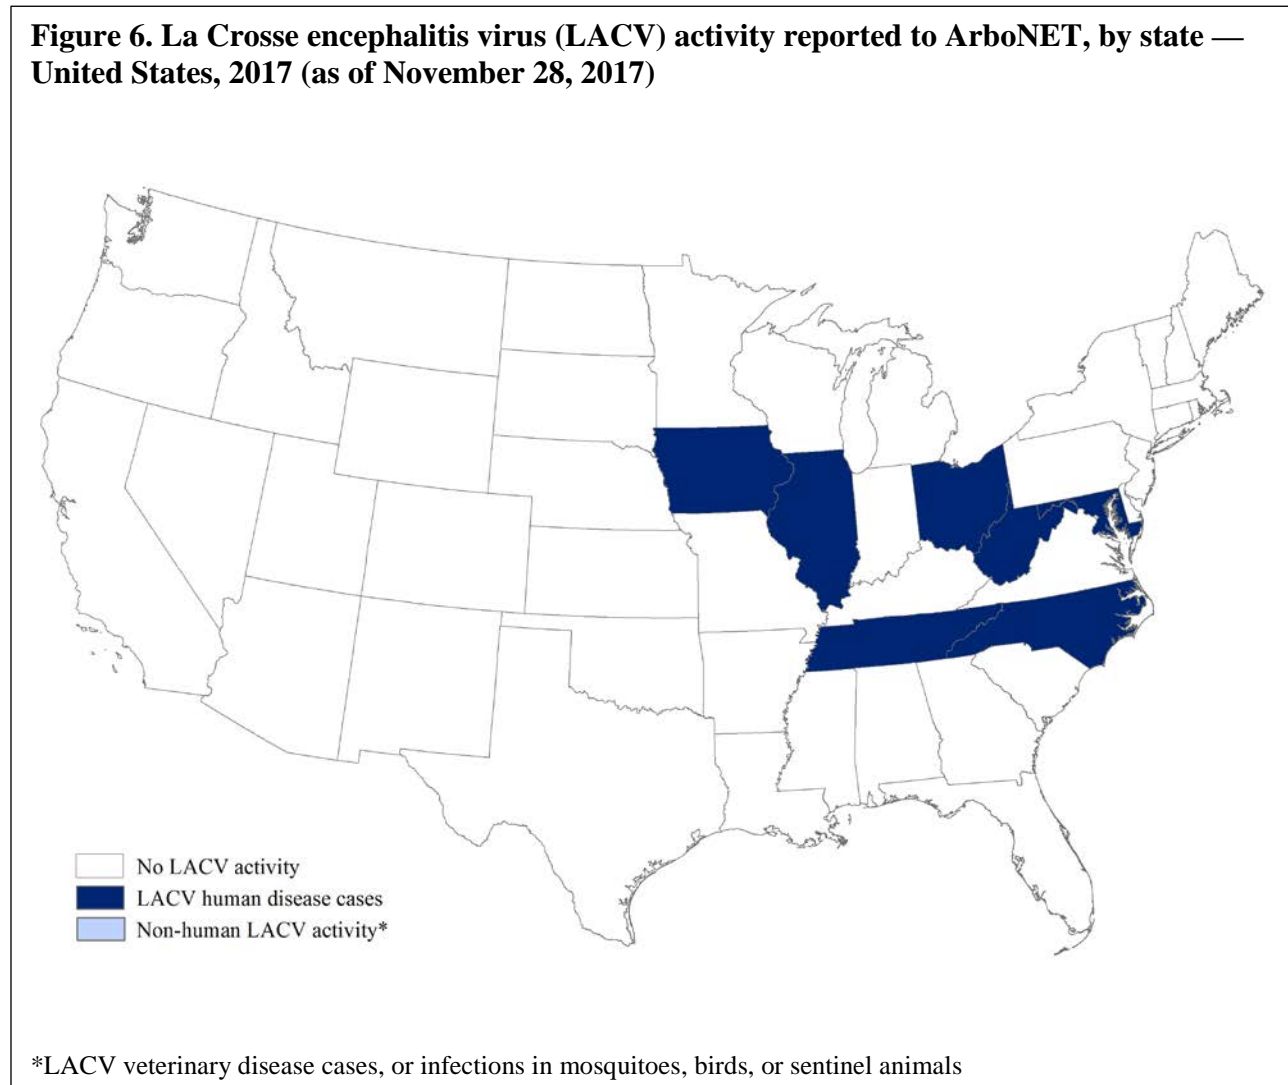 Figure 6. La Crosse encephalitis virus (LACV) activity reported to ArboNET, by state —
United States, 2017 (as of November 28, 2017)
No LACV activity
LACV human disease cases
Non-human LACV activity*
*LACV veterinary disease cases, or infections in mosquitoes, birds, or sentinel animals